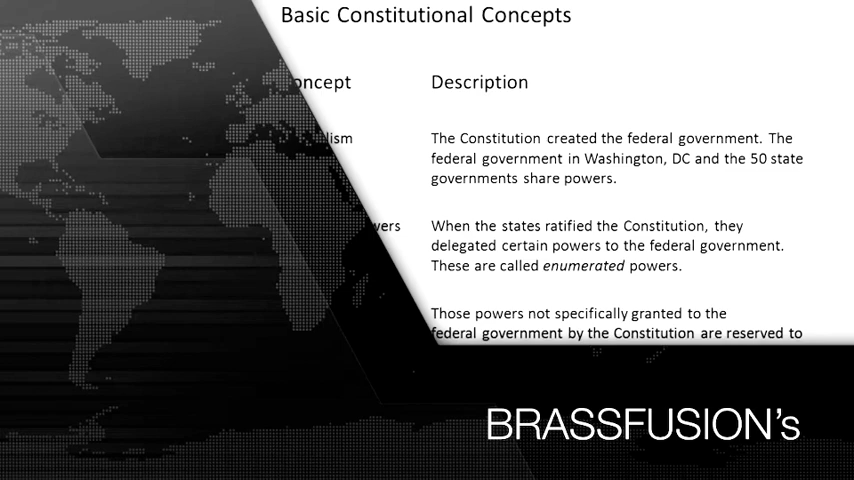 Basic Constitutional Concepts
oncept Description
lism The Constitution created the federal government. The
federal government in Washington, DC and the 50 state
governments share powers.
wers When the states ratified the Constitution, they
delegated certain powers to the federal government.
These are called enumerated powers.
Those powers not specifically granted to the
federal government by the Constitution are reserved to
BRASSFUSION's